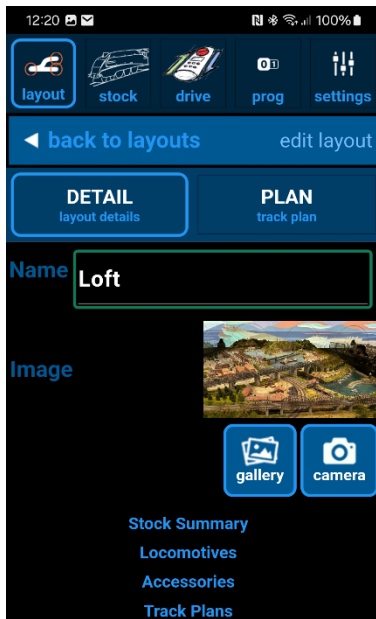 12:20 100%
layout stock drive prog settings
back to layouts edit layout
DETAIL PLAN
layout details track plan
Name Loft
Image
gallery camera
Stock Summary
Locomotives
Accessories
Track Plans